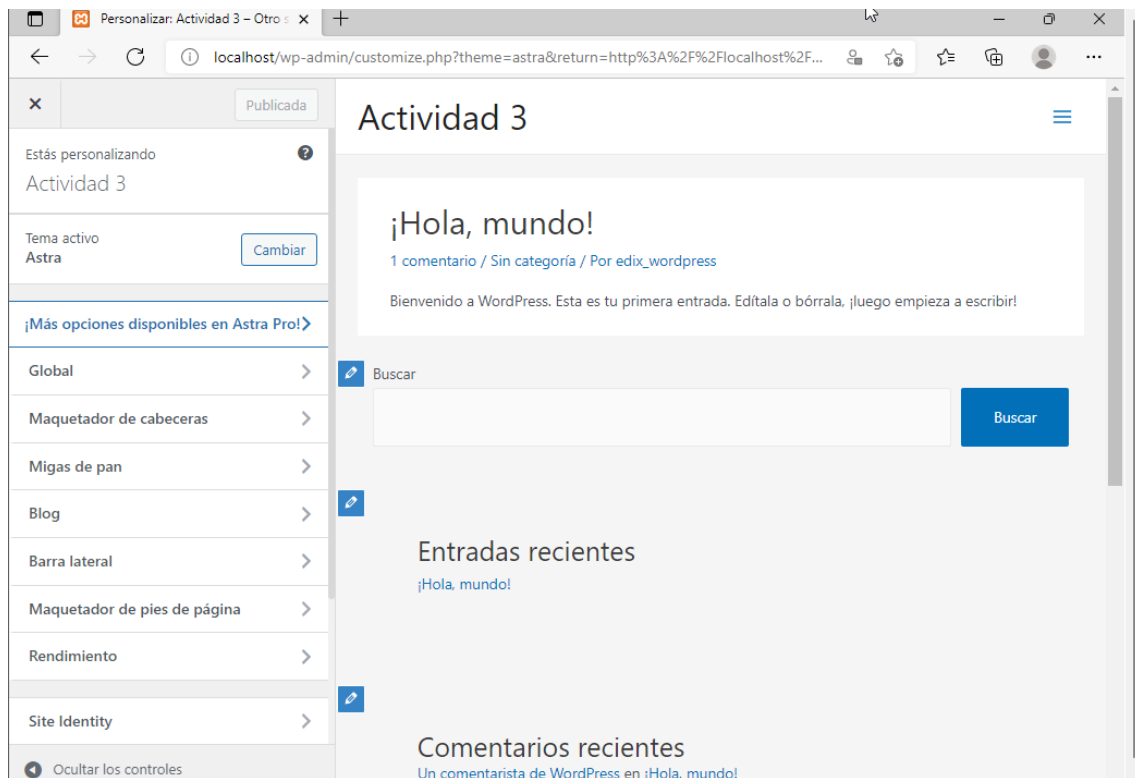 Personalizar: Actividad 3 – Otro s
localhost/wp-admin/customize.php?theme=astra&return=http%3A%2F%2Flocalhost%2F...
Publicada
Estás personalizando
Actividad 3
Tema activo
Astra
Cambiar
¡Más opciones disponibles en Astra Pro!
Global
Maquetador de cabeceras
Migas de pan
Blog
Barra lateral
Maquetador de pies de página
Rendimiento
Site Identity
Ocultar los controles
Actividad 3
¡Hola, mundo!
1 comentario / Sin categoría / Por edix_wordpress
Bienvenido a WordPress. Esta es tu primera entrada. Edítala o bórrala, ¡luego empieza a escribir!
Buscar
Buscar
Entradas recientes
¡Hola, mundo!
Comentarios recientes
Un comentarista de WordPress en ¡Hola, mundo!